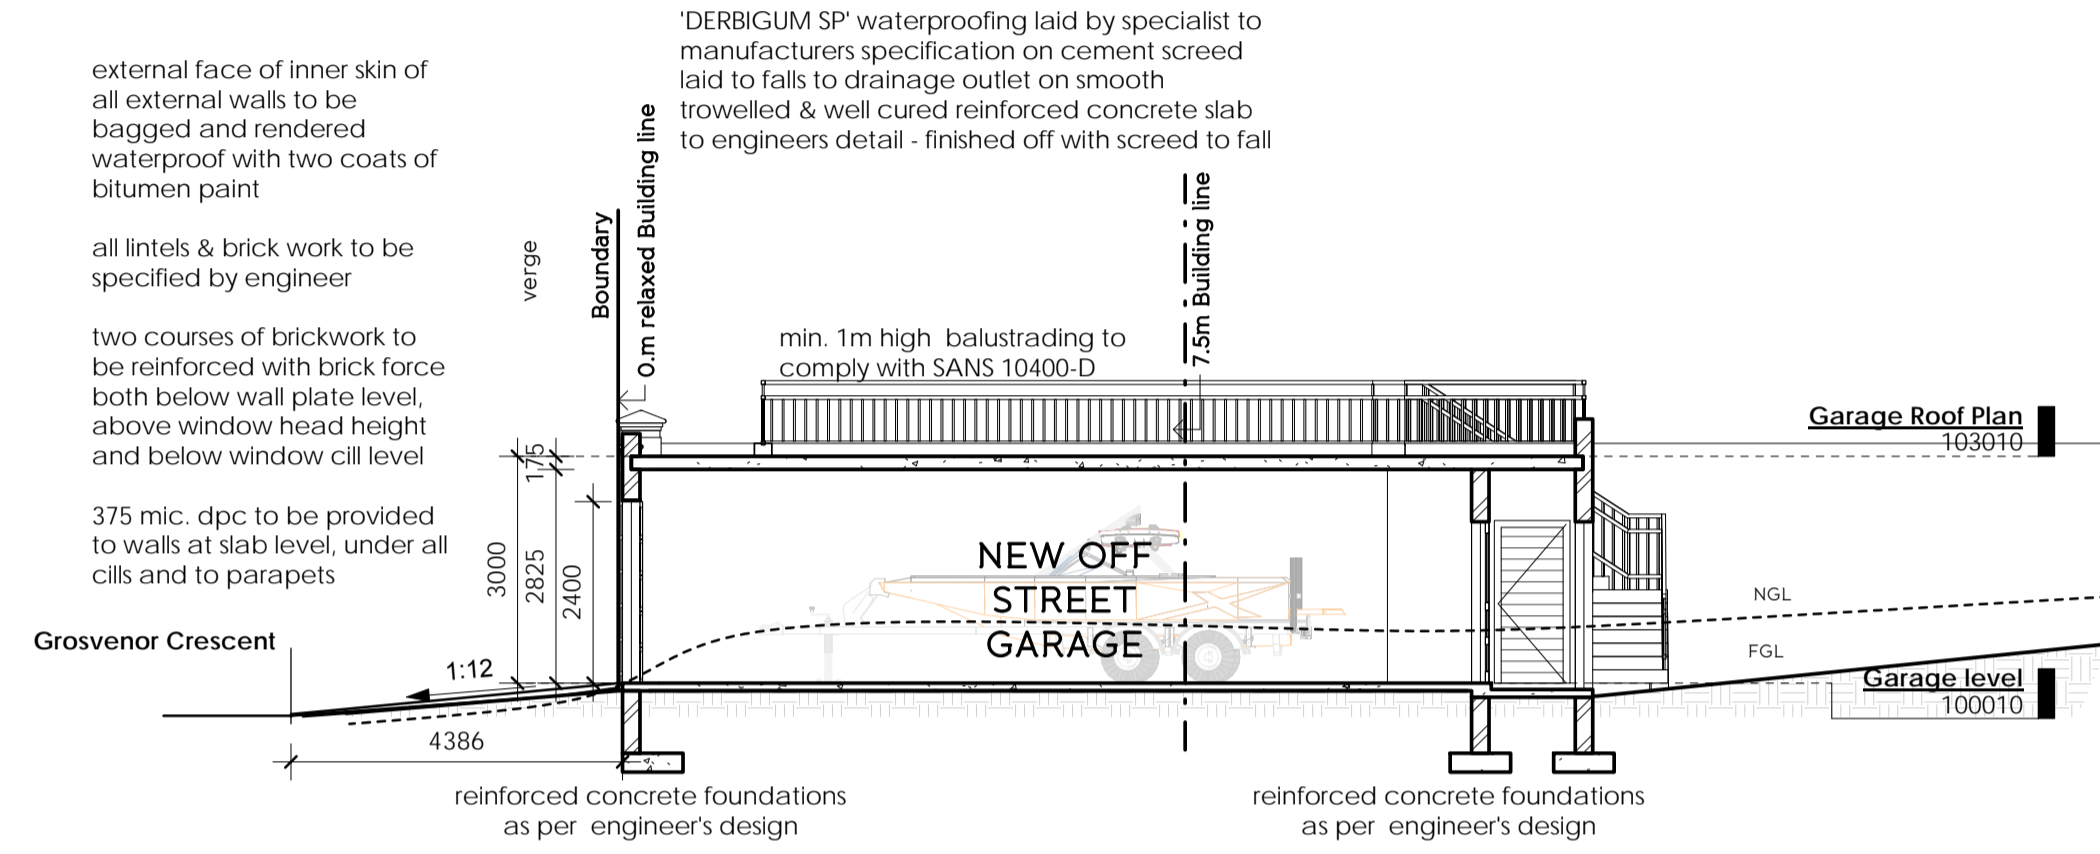 external face of inner skin of
all external walls to be
bagged and rendered
waterproof with two coats of
bitumen paint
all lintels & brick work to be
specified by engineer
two courses of brickwork to
be reinforced with brick force
both below wall plate level,
above window head height
and below window cill level
375 mic. dpc to be provided
to walls at slab level, under all
cills and to parapets
'DERBIGUM SP' waterproofing laid by specialist to
manufacturers specification on cement screed
laid to falls to drainage outlet on smooth
trowelled & well cured reinforced concrete slab
to engineers detail - finished off with screed to fall
verge
Boundary
0.m relaxed Building line
7.5m Building line
min. 1m high balustrading to
comply with SANS 10400-D
Garage Roof Plan
103010
175
3000
2825
2400
NEW OFF
STREET
GARAGE
NGL
FGL
Grosvenor Crescent
1:12
4386
Garage level
100010
reinforced concrete foundations
as per engineer's design
reinforced concrete foundations
as per engineer's design